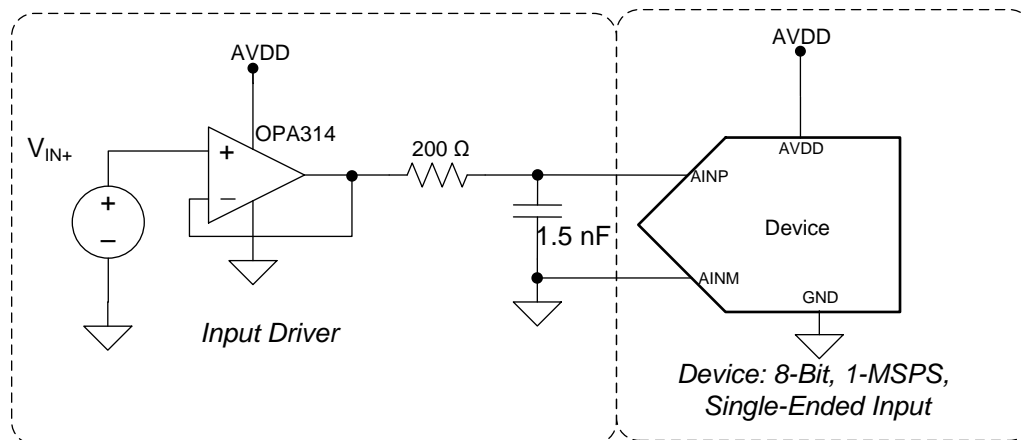 AVDD
OPA314
V_IN+
+
−
+
−
200 Ω
1.5 nF
Input Driver
AVDD
AVDD
AINP
Device
AINM
GND
Device: 8-Bit, 1-MSPS,
Single-Ended Input